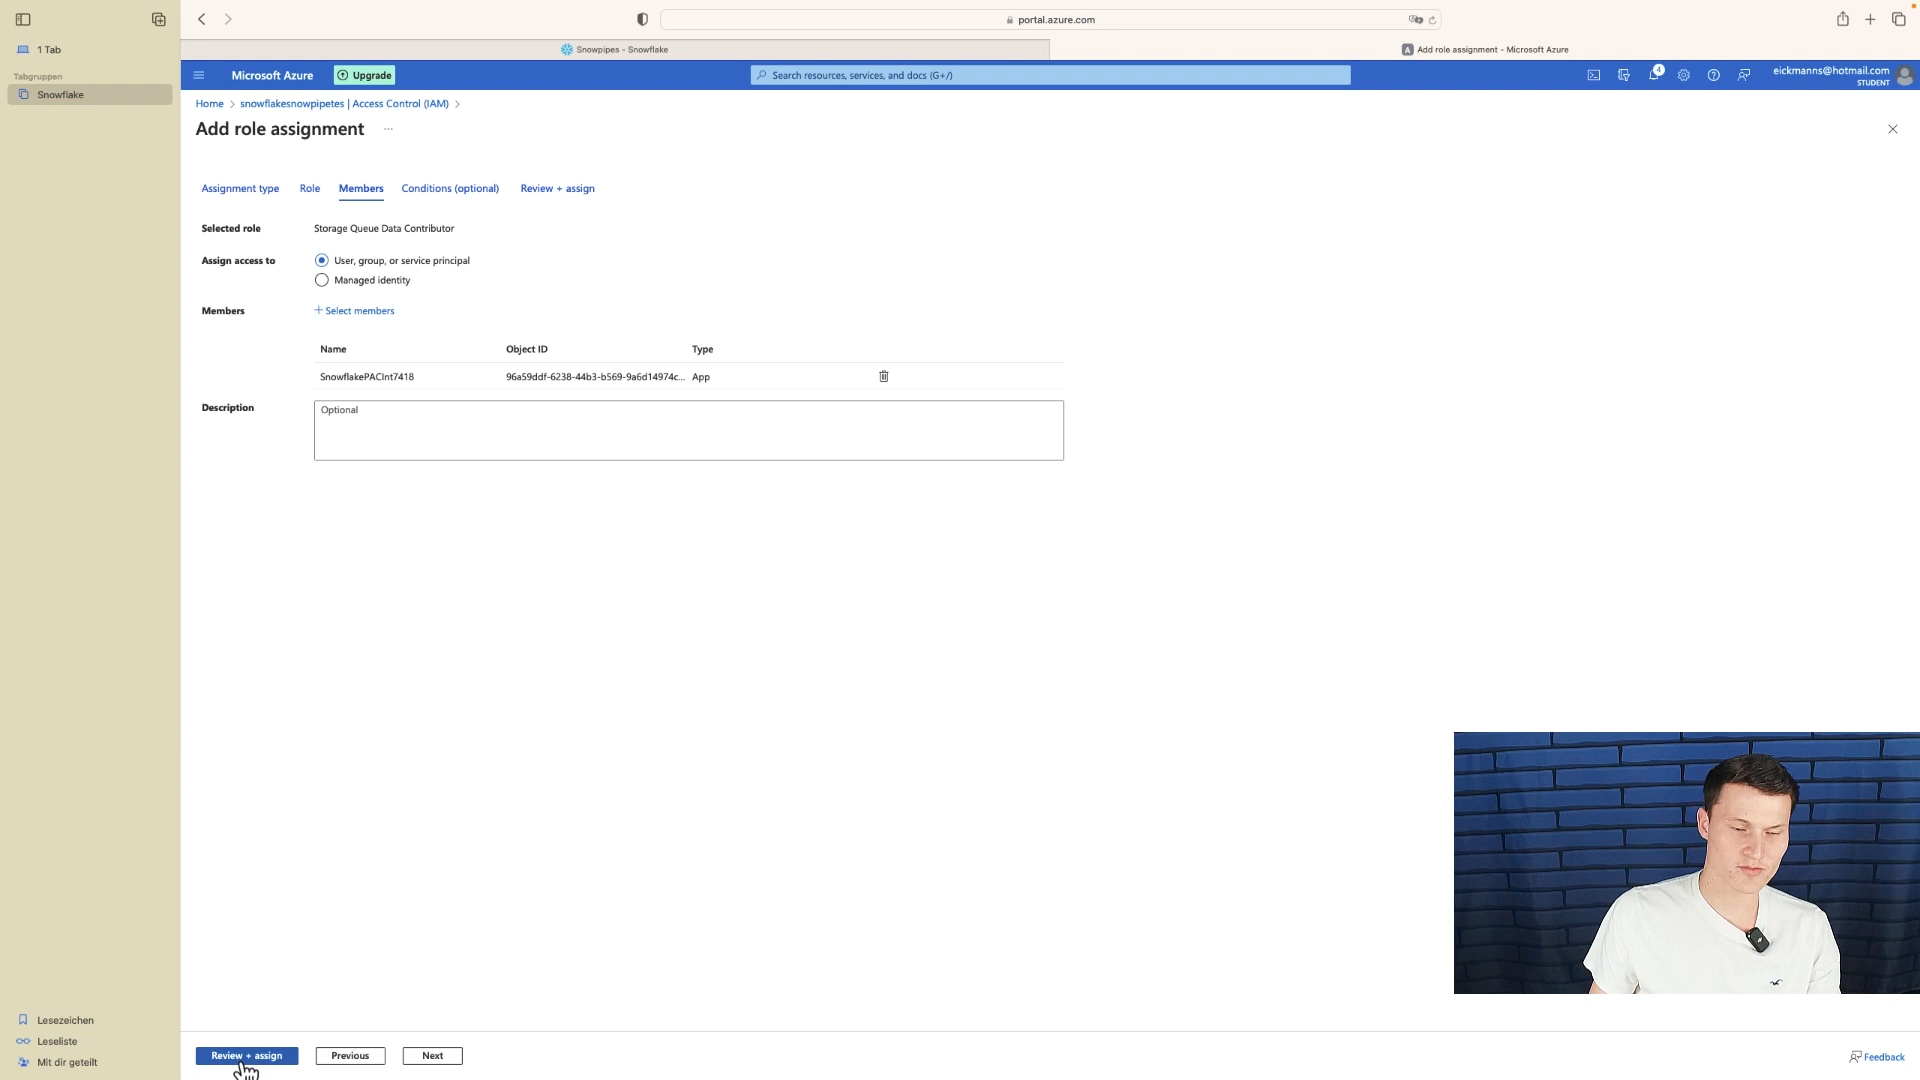 portal.azure.com
1 Tab
Snowpipes – Snowflake
Add role assignment - Microsoft Azure
Tabgruppen
Snowflake
Microsoft Azure
Upgrade
Search resources, services, and docs (G+/)
4
eickmanns@hotmail.com
STUDENT
Home > snowflakesnowpipetes | Access Control (IAM) >
Add role assignment ...
Assignment type Role Members Conditions (optional) Review + assign
Selected role Storage Queue Data Contributor
Assign access to User, group, or service principal
Managed identity
Members + Select members
Name Object ID Type
SnowflakePACInt7418 96a59ddf-6238-44b3-b569-9a6d14974c... App
Description Optional
Lesezeichen
Leseliste
Mit dir geteilt
Review + assign Previous Next
Feedback